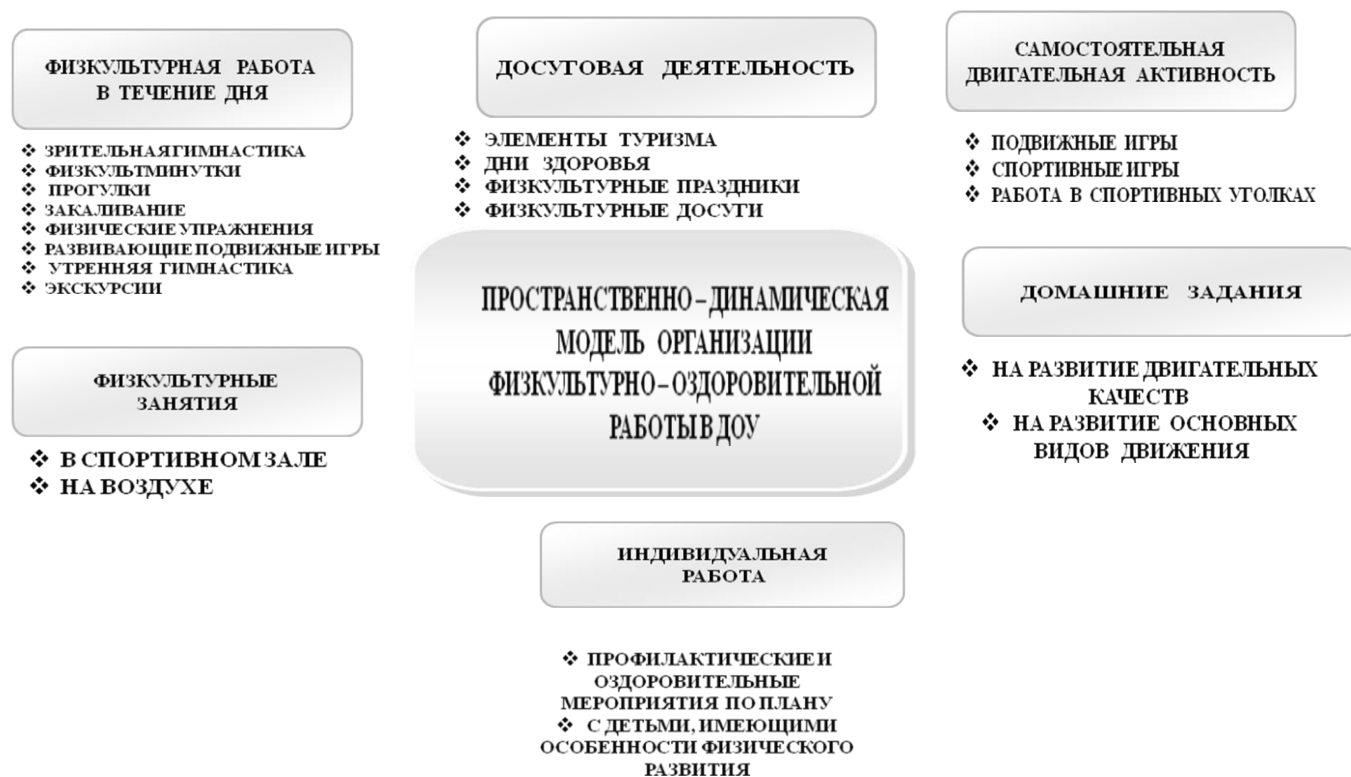 ФИЗКУЛЬТУРНАЯ РАБОТА
В ТЕЧЕНИЕ ДНЯ
❖ ЗРИТЕЛЬНАЯ ГИМНАСТИКА
❖ ФИЗКУЛЬТМИНУТКИ
❖ ПРОГУЛКИ
❖ ЗАКАЛИВАНИЕ
❖ ФИЗИЧЕСКИЕ УПРАЖНЕНИЯ
❖ РАЗВИВАЮЩИЕ ПОДВИЖНЫЕ ИГРЫ
❖ УТРЕННЯЯ ГИМНАСТИКА
❖ ЭКСКУРСИИ
ФИЗКУЛЬТУРНЫЕ
ЗАНЯТИЯ
❖ В СПОРТИВНОМ ЗАЛЕ
❖ НА ВОЗДУХЕ
ДОСУГОВАЯ ДЕЯТЕЛЬНОСТЬ
❖ ЭЛЕМЕНТЫ ТУРИЗМА
❖ ДНИ ЗДОРОВЬЯ
❖ ФИЗКУЛЬТУРНЫЕ ПРАЗДНИКИ
❖ ФИЗКУЛЬТУРНЫЕ ДОСУГИ
ПРОСТРАНСТВЕННО – ДИНАМИЧЕСКАЯ
МОДЕЛЬ ОРГАНИЗАЦИИ
ФИЗКУЛЬТУРНО – ОЗДОРОВИТЕЛЬНОЙ
РАБОТЫ В ДОУ
ИНДИВИДУАЛЬНАЯ
РАБОТА
❖ ПРОФИЛАКТИЧЕСКИЕ И
ОЗДОРОВИТЕЛЬНЫЕ
МЕРОПРИЯТИЯ ПО ПЛАНУ
❖ С ДЕТЬМИ, ИМЕЮЩИМИ
ОСОБЕННОСТИ ФИЗИЧЕСКОГО
РАЗВИТИЯ
САМОСТОЯТЕЛЬНАЯ
ДВИГАТЕЛЬНАЯ АКТИВНОСТЬ
❖ ПОДВИЖНЫЕ ИГРЫ
❖ СПОРТИВНЫЕ ИГРЫ
❖ РАБОТА В СПОРТИВНЫХ УГОЛКАХ
ДОМАШНИЕ ЗАДАНИЯ
❖ НА РАЗВИТИЕ ДВИГАТЕЛЬНЫХ
КАЧЕСТВ
❖ НА РАЗВИТИЕ ОСНОВНЫХ
ВИДОВ ДВИЖЕНИЯ